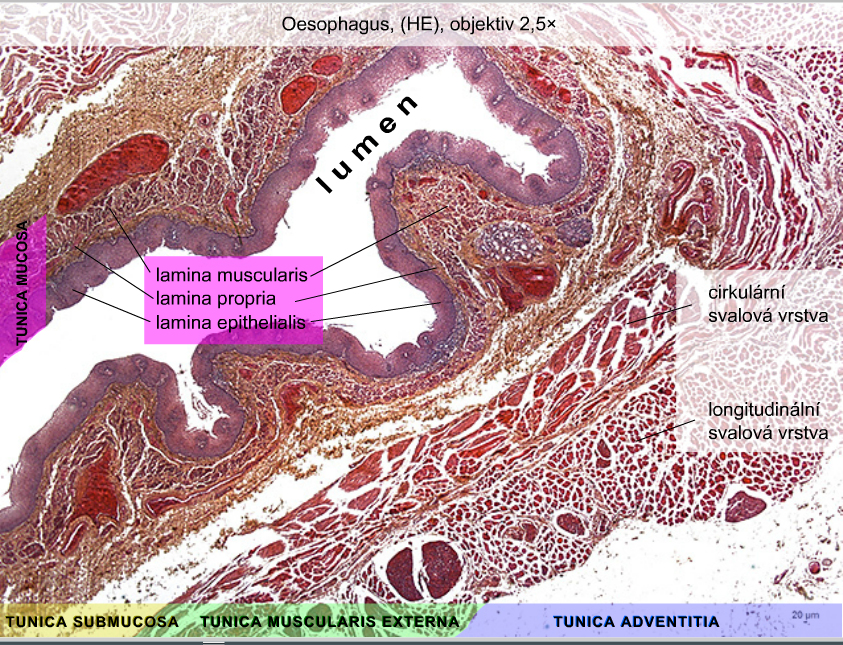 Oesophagus, (HE), objektiv 2,5×
lumen
TUNICA MUCOSA
lamina muscularis
lamina propria
lamina epithelialis
cirkulární
svalová vrstva
longitudinální
svalová vrstva
TUNICA SUBMUCOSA
TUNICA MUSCULARIS EXTERNA
TUNICA ADVENTITIA
20 µm